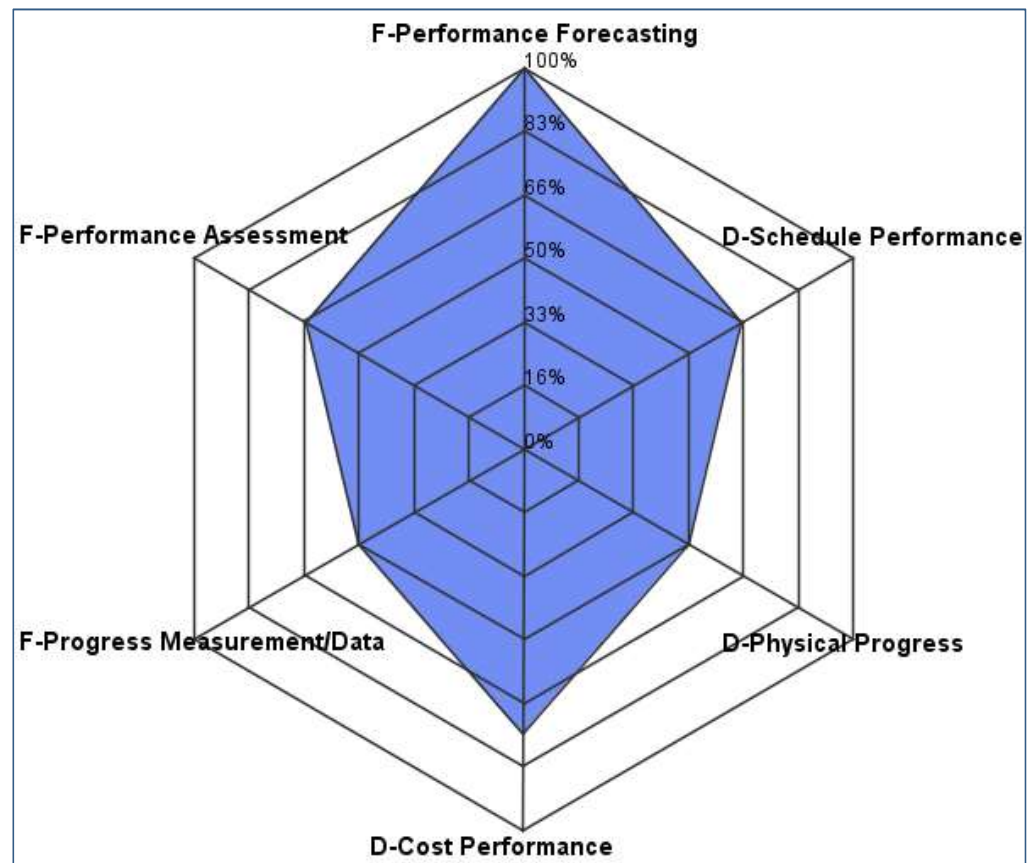 F-Performance Forecasting
100%
83%
66%
F-Performance Assessment
D-Schedule Performance
50%
33%
16%
0%
F-Progress Measurement/Data
D-Physical Progress
D-Cost Performance